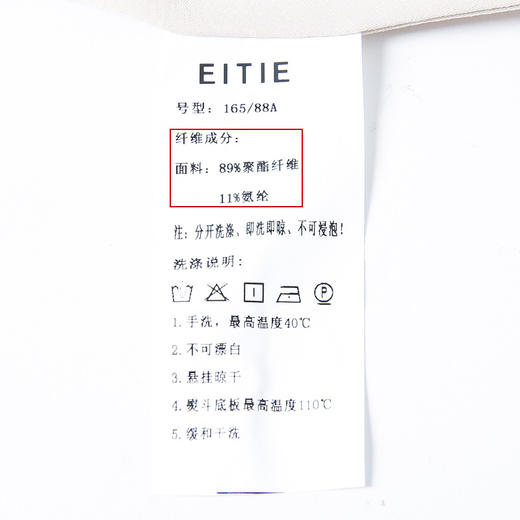 EITIE
号型: 165/88A
纤维成分:
面料: 89%聚酯纤维
11%氨纶
注: 分开洗涤、即洗即晾、不可浸泡!
洗涤说明:
P
1.手洗，最高温度40℃
2.不可漂白
3.悬挂晾干
4.熨斗底板最高温度110℃
5.缓和干洗